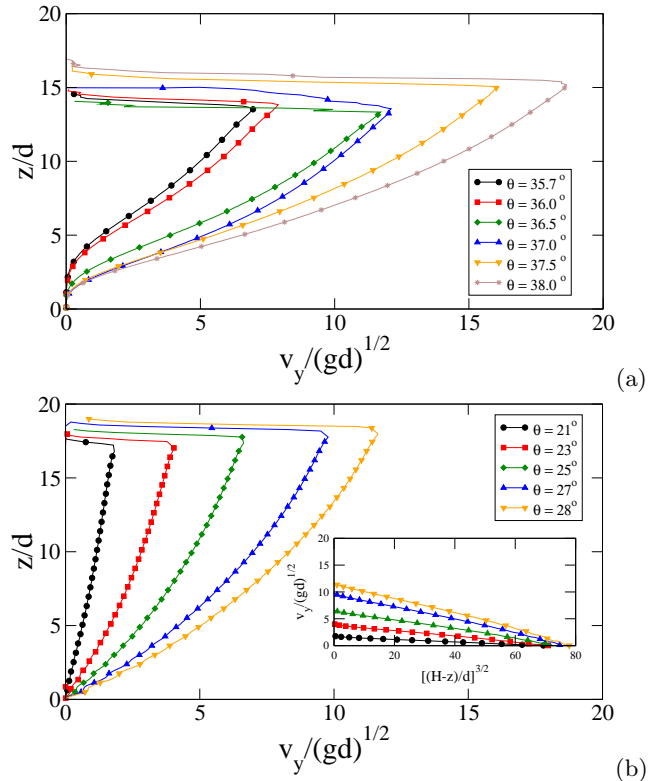 20
15
10
5
0
z/d
θ = 35.7 °
θ = 36.0 °
θ = 36.5 °
θ = 37.0 °
θ = 37.5 °
θ = 38.0 °
0 5 10 15 20
v_y/(gd)^{1/2}
(a)
20
15
10
5
0
z/d
θ = 21°
θ = 23°
θ = 25°
θ = 27°
θ = 28°
20
15
10
5
0
v_y/(gd)^{1/2}
0 20 40 60 80
[(H-z)/d]^{3/2}
0 5 10 15 20
v_y/(gd)^{1/2}
(b)